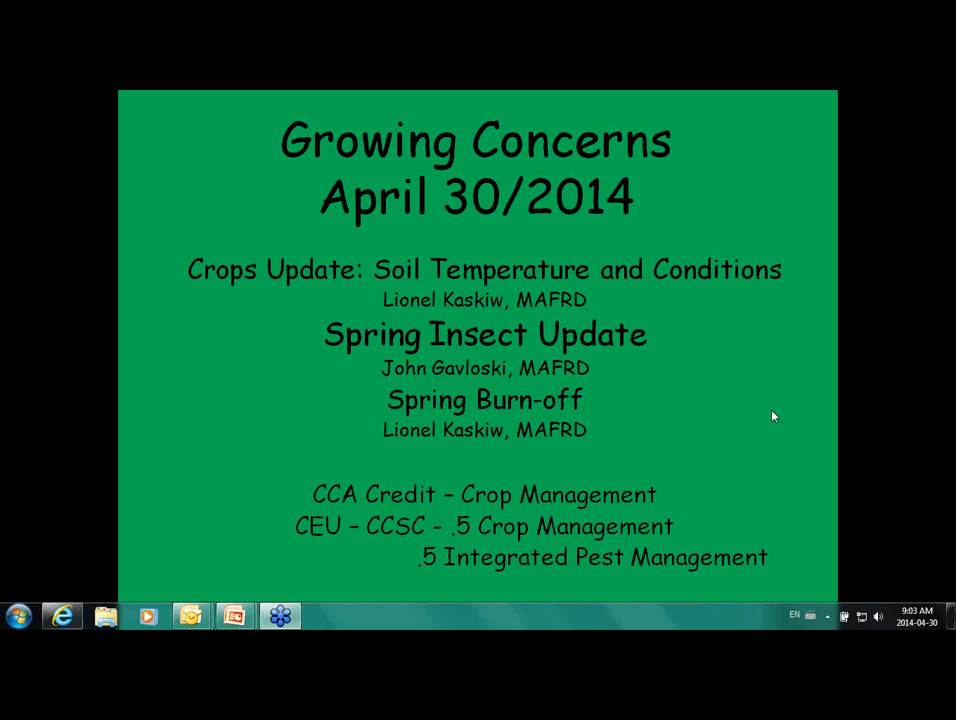 Growing Concerns
April 30/2014
Crops Update: Soil Temperature and Conditions
Lionel Kaskiw, MAFRD
Spring Insect Update
John Gavloski, MAFRD
Spring Burn-off
Lionel Kaskiw, MAFRD
CCA Credit – Crop Management
CEU – CCSC - .5 Crop Management
.5 Integrated Pest Management
EN
9:03 AM
2014-04-30